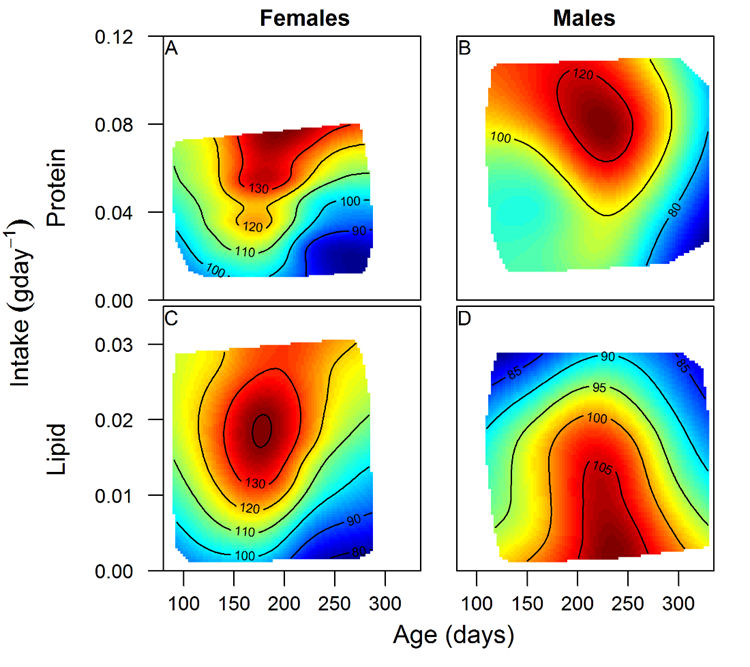 Females Males
0.12 A B
120
0.08 100
130
0.04 120 100 80
110 90
100
0.00
Protein
Intake (gday⁻¹)
C D
0.03 85 90 85
95
0.02 100
130 105
0.01 120
110 90
100 80
0.00
Lipid
100 150 200 250 300 100 150 200 250 300
Age (days)